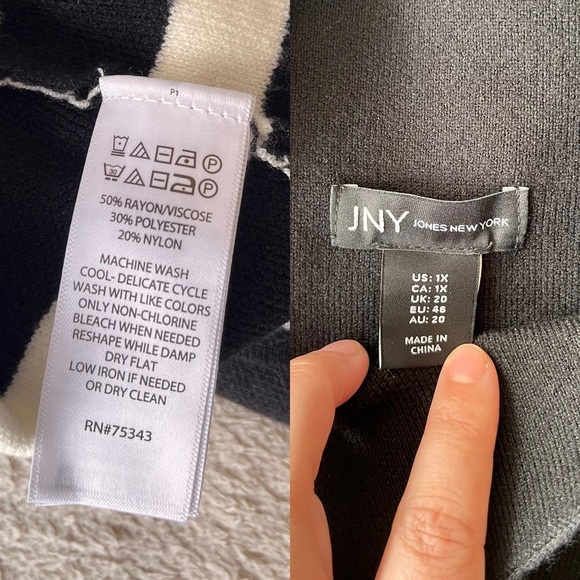 P1
30
50% RAYON/VISCOSE
30% POLYESTER
20% NYLON
MACHINE WASH
COOL- DELICATE CYCLE
WASH WITH LIKE COLORS
ONLY NON-CHLORINE
BLEACH WHEN NEEDED
RESHAPE WHILE DAMP
DRY FLAT
LOW IRON IF NEEDED
OR DRY CLEAN
RN#75343
JNY JONES NEW YORK
US: 1X
CA: 1X
UK: 20
EU: 46
AU: 20
MADE IN
CHINA